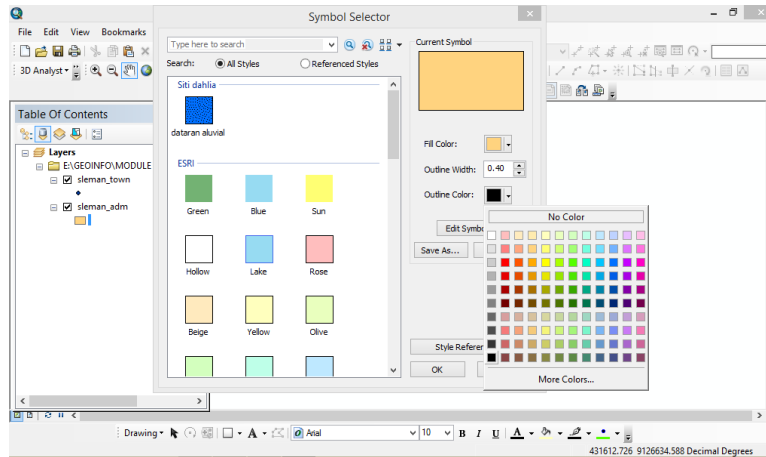 Symbol Selector
File Edit View Bookmarks
Type here to search
Search: All Styles Referenced Styles
Current Symbol
3D Analyst
Siti dahlia
dataran aluvial
ESRI
Green Blue Sun
Hollow Lake Rose
Beige Yellow Olive
Fill Color:
Outline Width: 0.40
Outline Color:
No Color
Edit Symbo
Save As...
Style Referen
OK
More Colors...
Table Of Contents
Layers
E:\GEOINFO\MODULE
sleman_town
sleman_adm
Drawing A Arial 10 B I U A
431612.726 9126634.588 Decimal Degrees